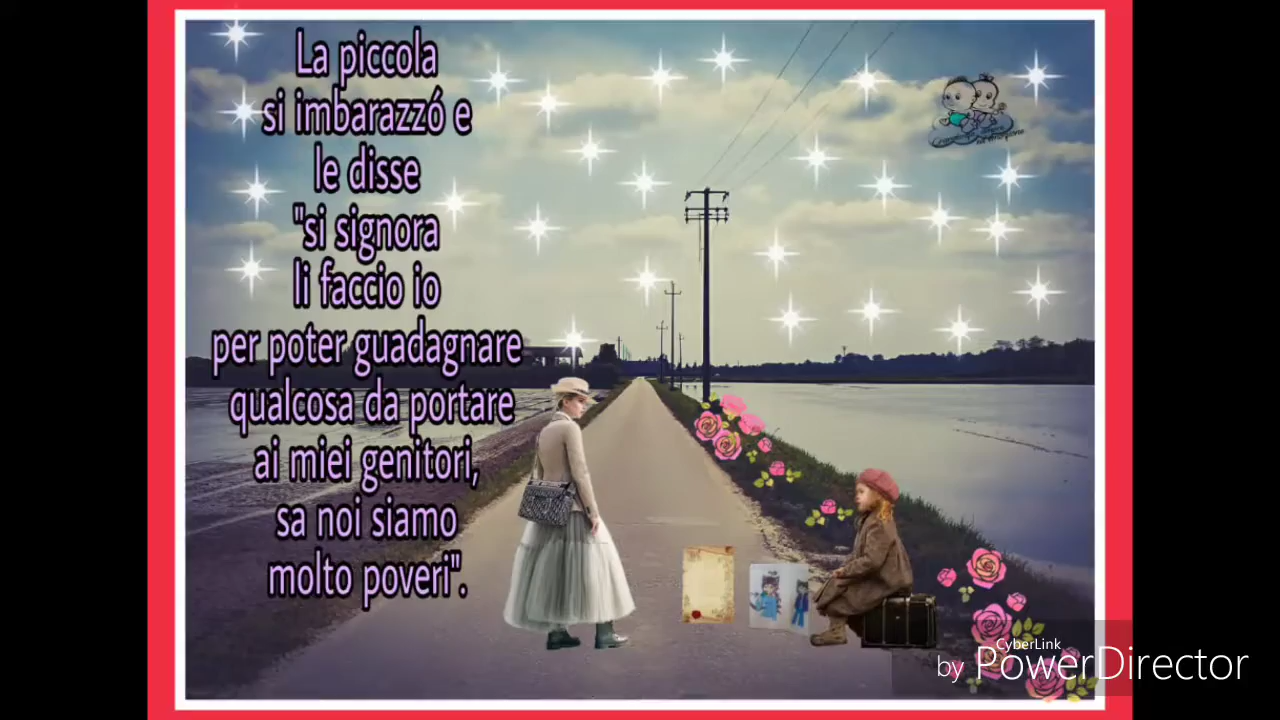 La piccola
si imbarazzó e
le disse
"si signora
li faccio io
per poter guadagnare
qualcosa da portare
ai miei genitori,
sa noi siamo
molto poveri".
CyberLink
by PowerDirector